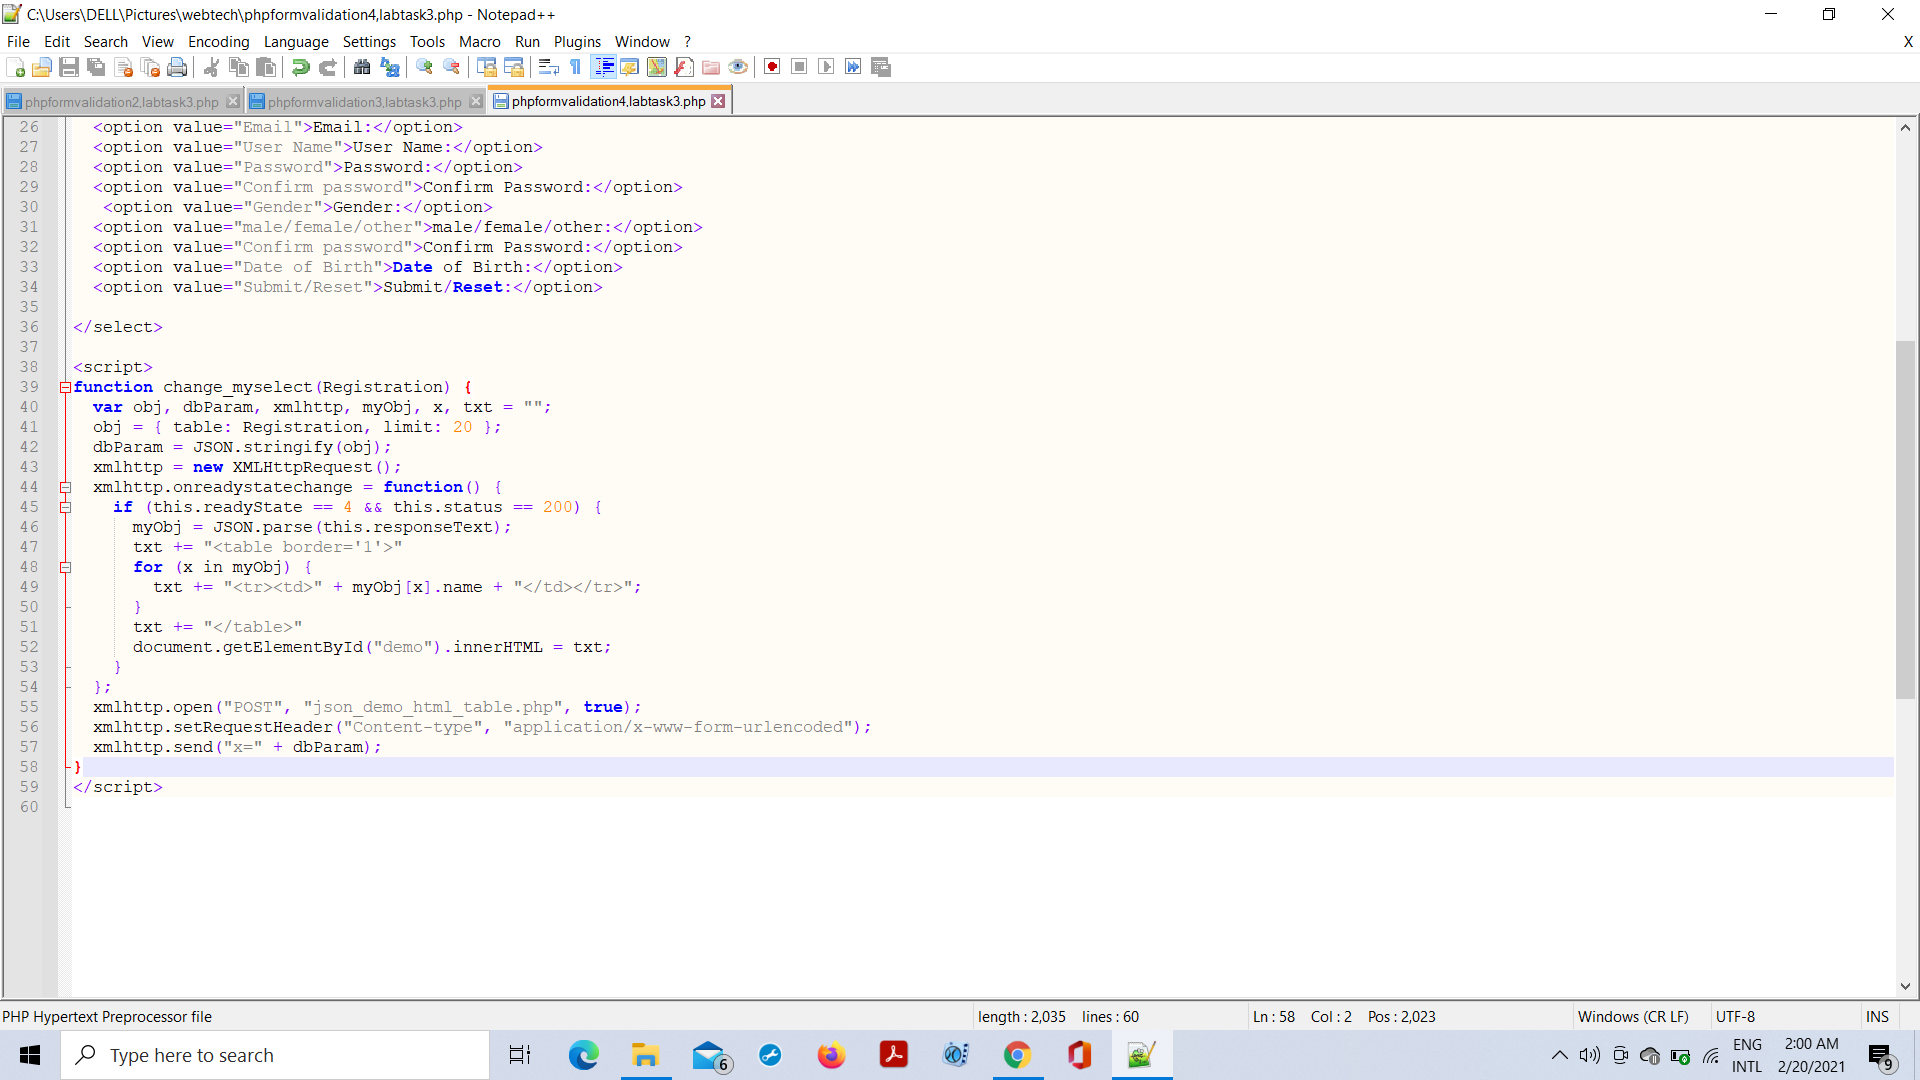 C:\Users\DELL\Pictures\webtech\phpformvalidation4,labtask3.php - Notepad++
File Edit Search View Encoding Language Settings Tools Macro Run Plugins Window ? X
phpformvalidation2,labtask3.php phpformvalidation3,labtask3.php phpformvalidation4,labtask3.php
26 <option value="Email">Email:</option>
27 <option value="User Name">User Name:</option>
28 <option value="Password">Password:</option>
29 <option value="Confirm password">Confirm Password:</option>
30 <option value="Gender">Gender:</option>
31 <option value="male/female/other">male/female/other:</option>
32 <option value="Confirm password">Confirm Password:</option>
33 <option value="Date of Birth">Date of Birth:</option>
34 <option value="Submit/Reset">Submit/Reset:</option>
35
36 </select>
37
38 <script>
39 function change_myselect(Registration) {
40 var obj, dbParam, xmlhttp, myObj, x, txt = "";
41 obj = { table: Registration, limit: 20 };
42 dbParam = JSON.stringify(obj);
43 xmlhttp = new XMLHttpRequest();
44 xmlhttp.onreadystatechange = function() {
45 if (this.readyState == 4 && this.status == 200) {
46 myObj = JSON.parse(this.responseText);
47 txt += "<table border='1'>"
48 for (x in myObj) {
49 txt += "<tr><td>" + myObj[x].name + "</td></tr>";
50 }
51 txt += "</table>"
52 document.getElementById("demo").innerHTML = txt;
53 }
54 };
55 xmlhttp.open("POST", "json_demo_html_table.php", true);
56 xmlhttp.setRequestHeader("Content-type", "application/x-www-form-urlencoded");
57 xmlhttp.send("x=" + dbParam);
58 }
59 </script>
60
PHP Hypertext Preprocessor file length : 2,035 lines : 60 Ln : 58 Col : 2 Pos : 2,023 Windows (CR LF) UTF-8 INS
Type here to search 6 ENG 2:00 AM 9
INTL 2/20/2021